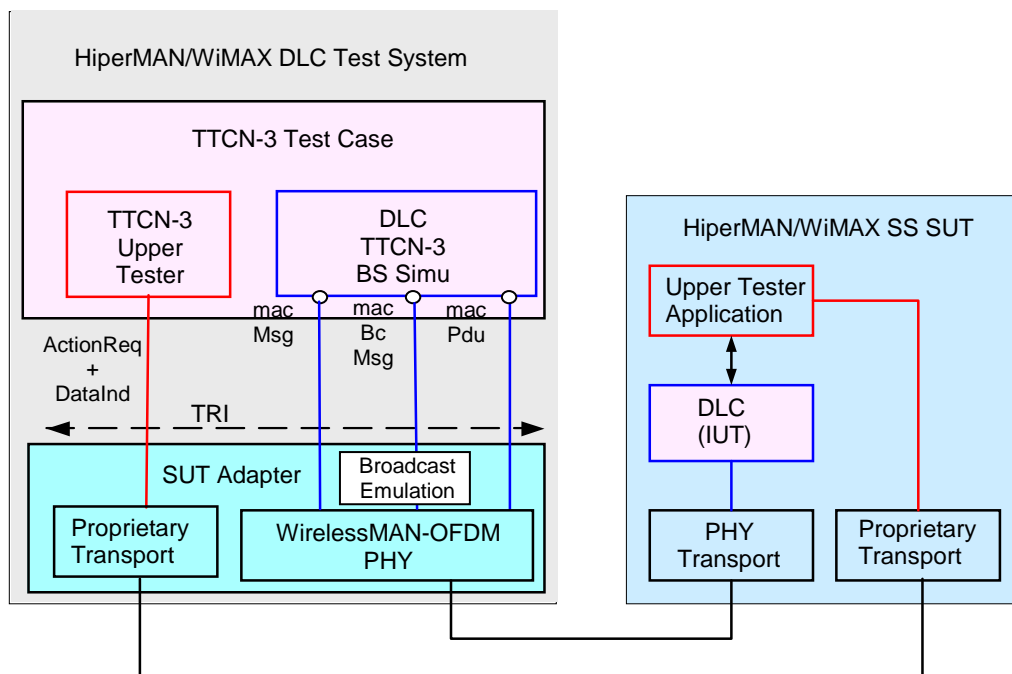 HiperMAN/WiMAX DLC Test System
TTCN-3 Test Case
TTCN-3
Upper
Tester
DLC
TTCN-3
BS Simu
mac
Msg
mac
Bc
Msg
mac
Pdu
ActionReq
+
DataInd
TRI
SUT Adapter
Broadcast
Emulation
Proprietary
Transport
WirelessMAN-OFDM
PHY
HiperMAN/WiMAX SS SUT
Upper Tester
Application
DLC
(IUT)
PHY
Transport
Proprietary
Transport